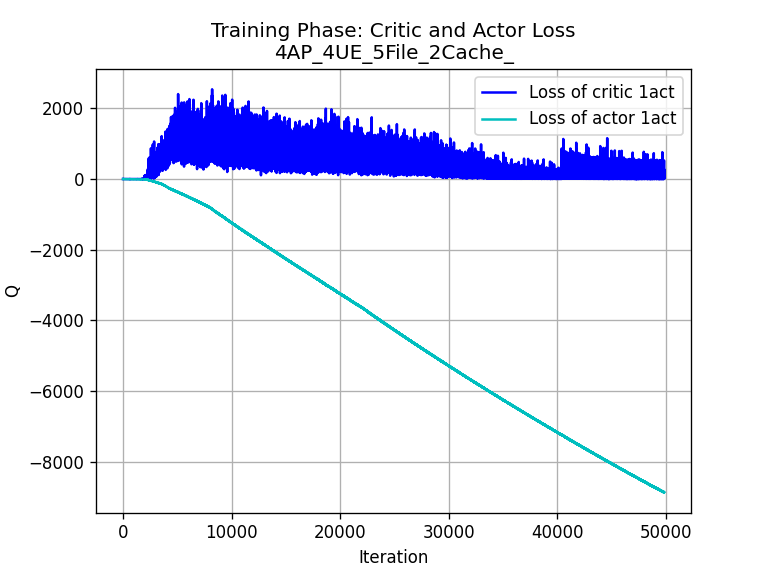 Training Phase: Critic and Actor Loss
4AP_4UE_5File_2Cache_
Loss of critic 1act
Loss of actor 1act
2000
0
−2000
−4000
−6000
−8000
Q
0
10000
20000
30000
40000
50000
Iteration